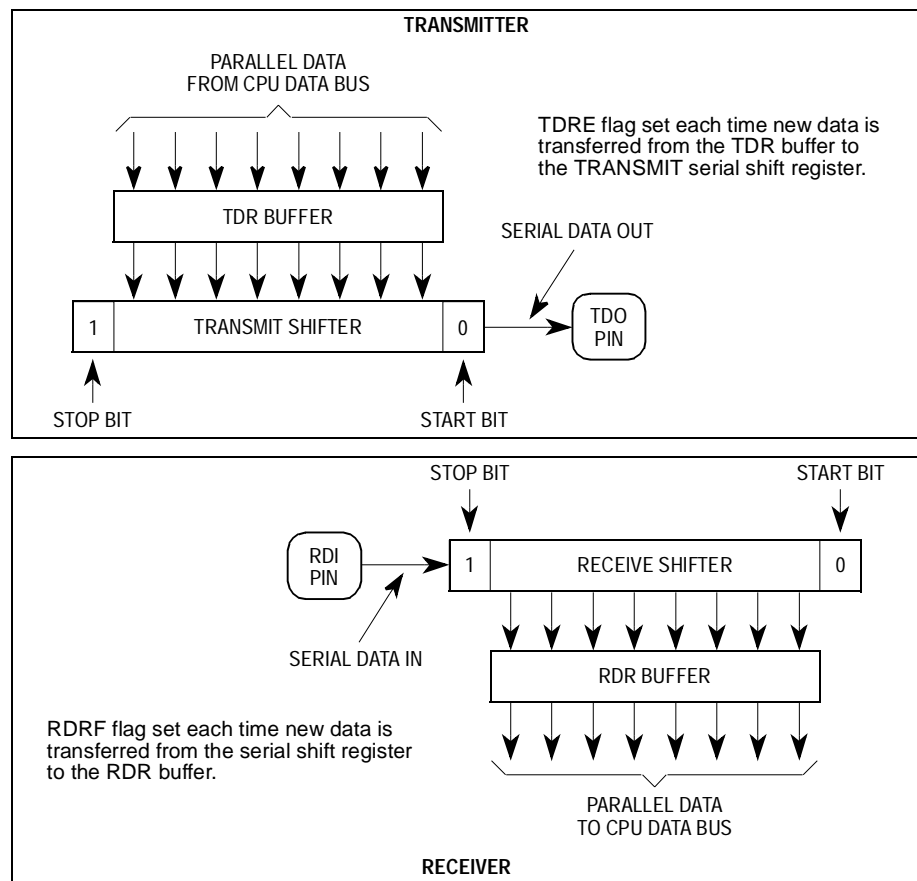 TRANSMITTER
PARALLEL DATA
FROM CPU DATA BUS
TDRE flag set each time new data is
transferred from the TDR buffer to
the TRANSMIT serial shift register.
TDR BUFFER
SERIAL DATA OUT
1
TRANSMIT SHIFTER
0
TDO
PIN
STOP BIT
START BIT
STOP BIT
START BIT
RDI
PIN
1
RECEIVE SHIFTER
0
SERIAL DATA IN
RDR BUFFER
RDRF flag set each time new data is
transferred from the serial shift register
to the RDR buffer.
PARALLEL DATA
TO CPU DATA BUS
RECEIVER